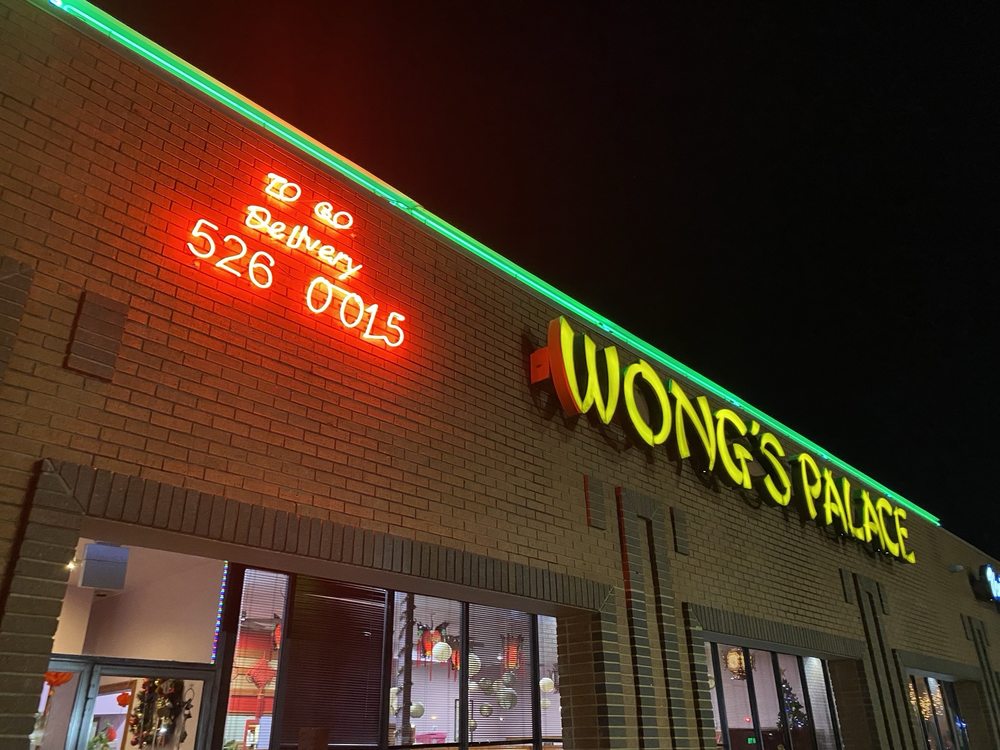 TO GO
Delivery
526 0015
WONG'S PALACE